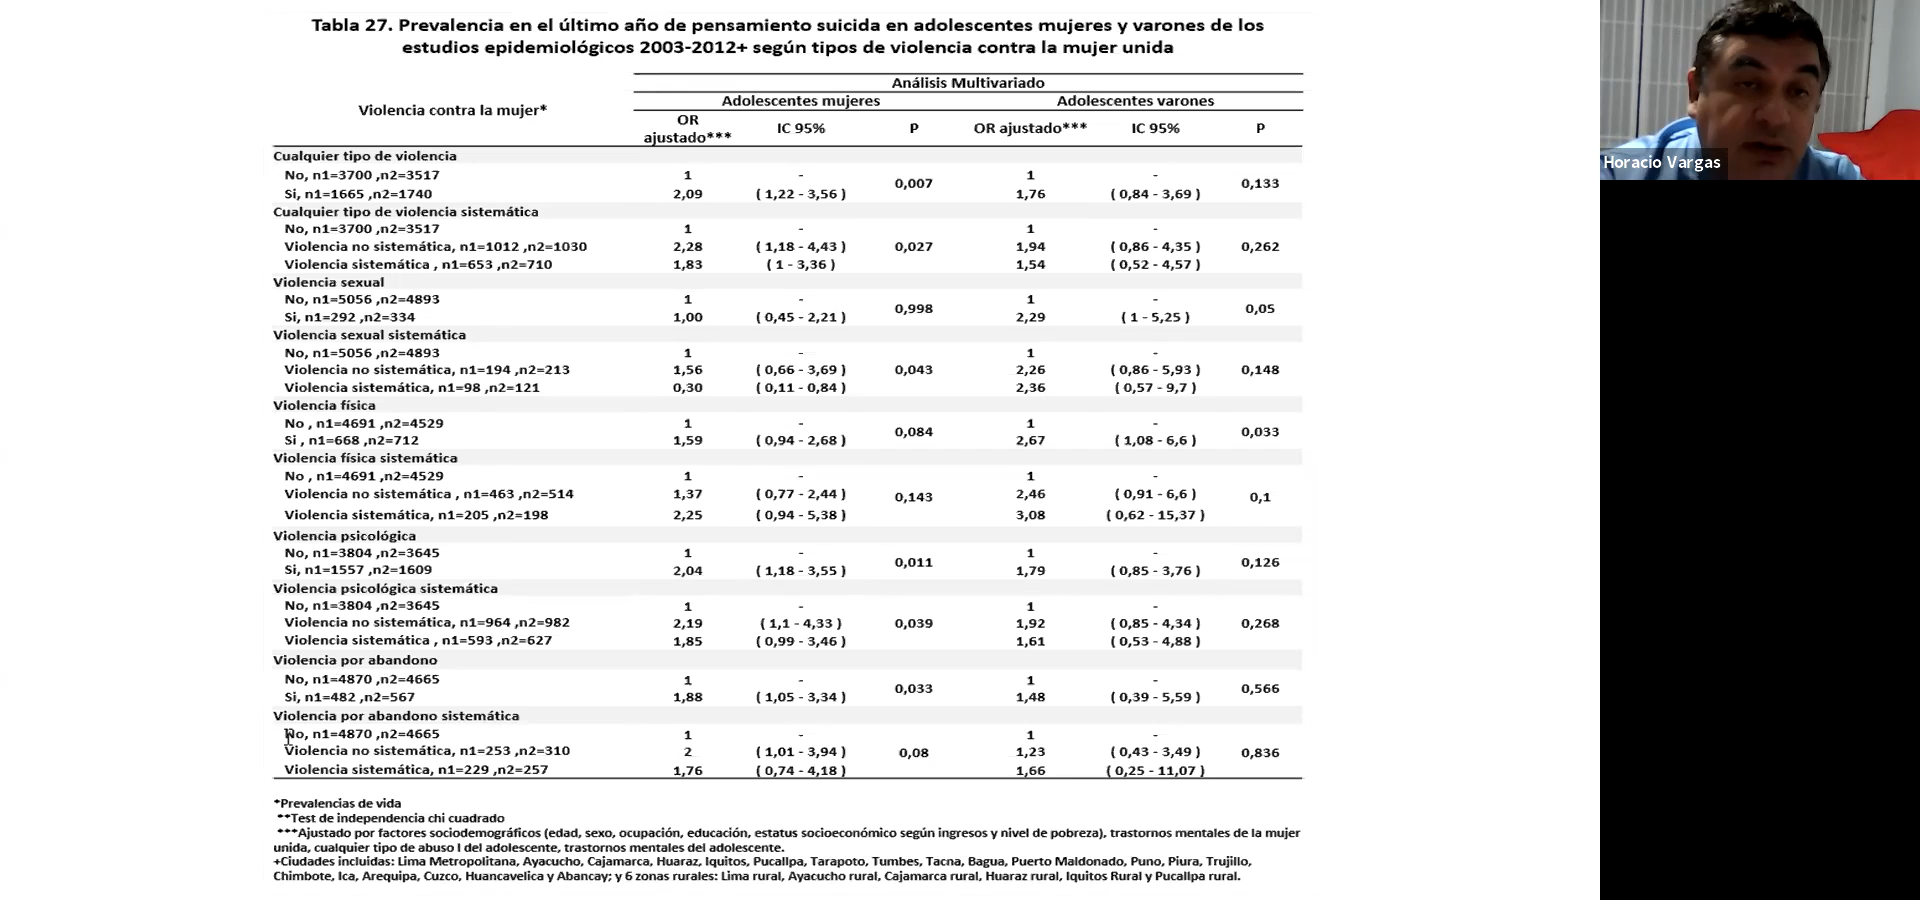 Tabla 27. Prevalencia en el último año de pensamiento suicida en adolescentes mujeres y varones de los
estudios epidemiológicos 2003-2012+ según tipos de violencia contra la mujer unida
Violencia contra la mujer*
Análisis Multivariado
Adolescentes mujeres Adolescentes varones
OR ajustado*** IC 95% P OR ajustado*** IC 95% P
Cualquier tipo de violencia
No, n1=3700 ,n2=3517 1 - 0,007 1 - 0,133
Si, n1=1665 ,n2=1740 2,09 ( 1,22 - 3,56 ) 1,76 ( 0,84 - 3,69 )
Cualquier tipo de violencia sistemática
No, n1=3700 ,n2=3517 1 - 1 -
Violencia no sistemática, n1=1012 ,n2=1030 2,28 ( 1,18 - 4,43 ) 0,027 1,94 ( 0,86 - 4,35 ) 0,262
Violencia sistemática , n1=653 ,n2=710 1,83 ( 1 - 3,36 ) 1,54 ( 0,52 - 4,57 )
Violencia sexual
No, n1=5056 ,n2=4893 1 - 0,998 1 - 0,05
Si, n1=292 ,n2=334 1,00 ( 0,45 - 2,21 ) 2,29 ( 1 - 5,25 )
Violencia sexual sistemática
No, n1=5056 ,n2=4893 1 - 1 -
Violencia no sistemática, n1=194 ,n2=213 1,56 ( 0,66 - 3,69 ) 0,043 2,26 ( 0,86 - 5,93 ) 0,148
Violencia sistemática, n1=98 ,n2=121 0,30 ( 0,11 - 0,84 ) 2,36 ( 0,57 - 9,7 )
Violencia física
No , n1=4691 ,n2=4529 1 - 0,084 1 - 0,033
Si , n1=668 ,n2=712 1,59 ( 0,94 - 2,68 ) 2,67 ( 1,08 - 6,6 )
Violencia física sistemática
No , n1=4691 ,n2=4529 1 - 1 -
Violencia no sistemática , n1=463 ,n2=514 1,37 ( 0,77 - 2,44 ) 0,143 2,46 ( 0,91 - 6,6 ) 0,1
Violencia sistemática, n1=205 ,n2=198 2,25 ( 0,94 - 5,38 ) 3,08 ( 0,62 - 15,37 )
Violencia psicológica
No, n1=3804 ,n2=3645 1 - 0,011 1 - 0,126
Si, n1=1557 ,n2=1609 2,04 ( 1,18 - 3,55 ) 1,79 ( 0,85 - 3,76 )
Violencia psicológica sistemática
No, n1=3804 ,n2=3645 1 - 1 -
Violencia no sistemática, n1=964 ,n2=982 2,19 ( 1,1 - 4,33 ) 0,039 1,92 ( 0,85 - 4,34 ) 0,268
Violencia sistemática , n1=593 ,n2=627 1,85 ( 0,99 - 3,46 ) 1,61 ( 0,53 - 4,88 )
Violencia por abandono
No, n1=4870 ,n2=4665 1 - 0,033 1 - 0,566
Si, n1=482 ,n2=567 1,88 ( 1,05 - 3,34 ) 1,48 ( 0,39 - 5,59 )
Violencia por abandono sistemática
No, n1=4870 ,n2=4665 1 - 1 -
Violencia no sistemática, n1=253 ,n2=310 2 ( 1,01 - 3,94 ) 0,08 1,23 ( 0,43 - 3,49 ) 0,836
Violencia sistemática, n1=229 ,n2=257 1,76 ( 0,74 - 4,18 ) 1,66 ( 0,25 - 11,07 )
*Prevalencias de vida
**Test de independencia chi cuadrado
***Ajustado por factores sociodemográficos (edad, sexo, ocupación, educación, estatus socioeconómico según ingresos y nivel de pobreza), trastornos mentales de la mujer
unida, cualquier tipo de abuso l del adolescente, trastornos mentales del adolescente.
+Ciudades incluidas: Lima Metropolitana, Ayacucho, Cajamarca, Huaraz, Iquitos, Pucallpa, Tarapoto, Tumbes, Tacna, Bagua, Puerto Maldonado, Puno, Piura, Trujillo,
Chimbote, Ica, Arequipa, Cuzco, Huancavelica y Abancay; y 6 zonas rurales: Lima rural, Ayacucho rural, Cajamarca rural, Huaraz rural, Iquitos Rural y Pucallpa rural.
Horacio Vargas